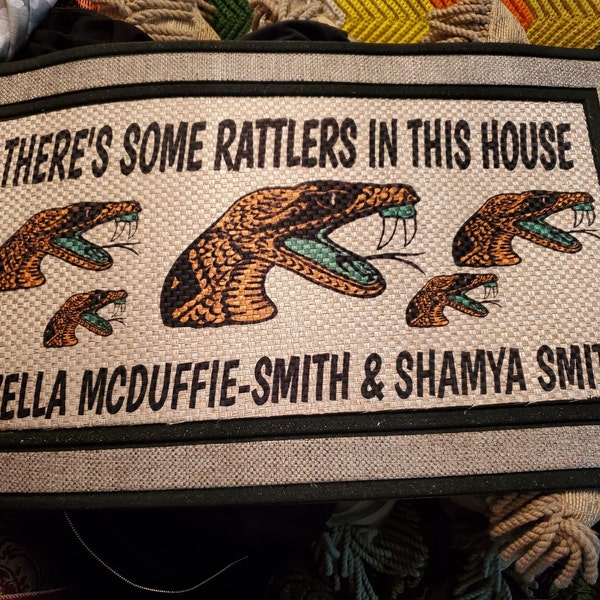 THERE'S SOME RATTLERS IN THIS HOUSE
ELLA MCDUFFIE-SMITH & SHAMYA SMIT